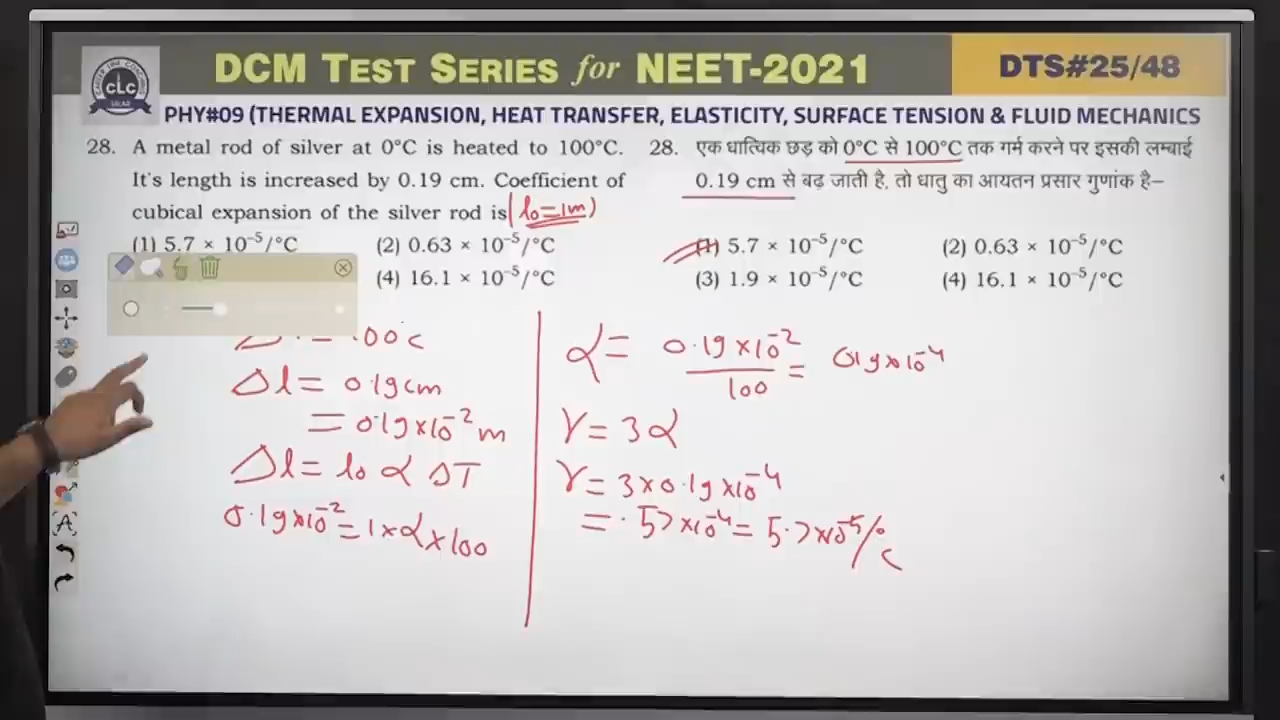 DCM TEST SERIES for NEET-2021
DTS#25/48
CLC
PHY#09 (THERMAL EXPANSION, HEAT TRANSFER, ELASTICITY, SURFACE TENSION & FLUID MECHANICS
28. A metal rod of silver at 0°C is heated to 100°C.
It's length is increased by 0.19 cm. Coefficient of
cubical expansion of the silver rod is (l₀=1m)
(1) 5.7 × 10⁻⁵/°C (2) 0.63 × 10⁻⁵/°C
(4) 16.1 × 10⁻⁵/°C
28. एक धात्विक छड़ को 0°C से 100°C तक गर्म करने पर इसकी लम्बाई
0.19 cm से बढ़ जाती है, तो धातु का आयतन प्रसार गुणांक है–
(1) 5.7 × 10⁻⁵/°C (2) 0.63 × 10⁻⁵/°C
(3) 1.9 × 10⁻⁵/°C (4) 16.1 × 10⁻⁵/°C
Δl = 0.19cm
= 0.19×10⁻² m
Δl = l₀ α ΔT
0.19×10⁻² = 1×α×100
α = 0.19×10⁻² / 100 = 0.19×10⁻⁴
γ = 3α
γ = 3×0.19×10⁻⁴
= .57×10⁻⁴ = 5.7×10⁻⁵/°C
A